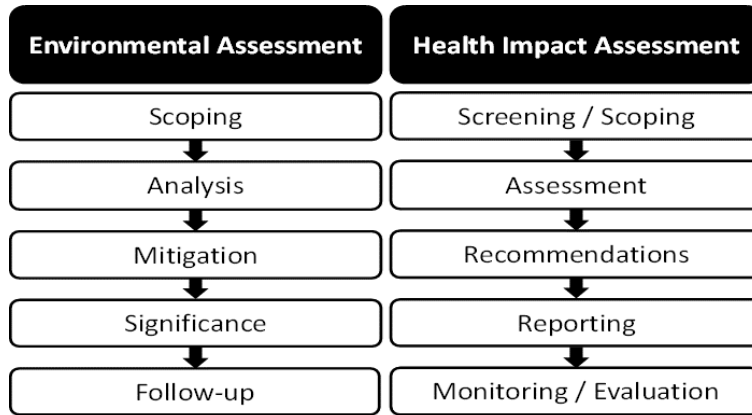 Environmental Assessment
Scoping
Analysis
Mitigation
Significance
Follow-up
Health Impact Assessment
Screening / Scoping
Assessment
Recommendations
Reporting
Monitoring / Evaluation